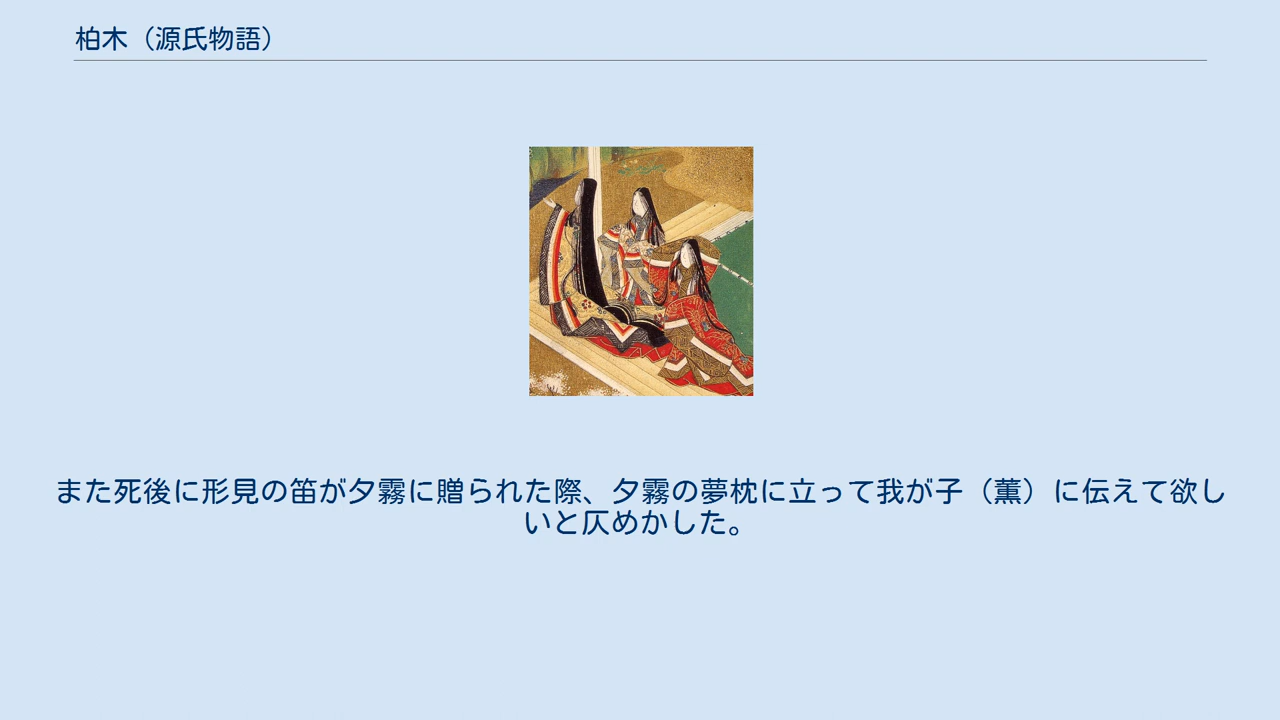 柏木（源氏物語）
また死後に形見の笛が夕霧に贈られた際、夕霧の夢枕に立って我が子（薫）に伝えて欲し
いと仄めかした。